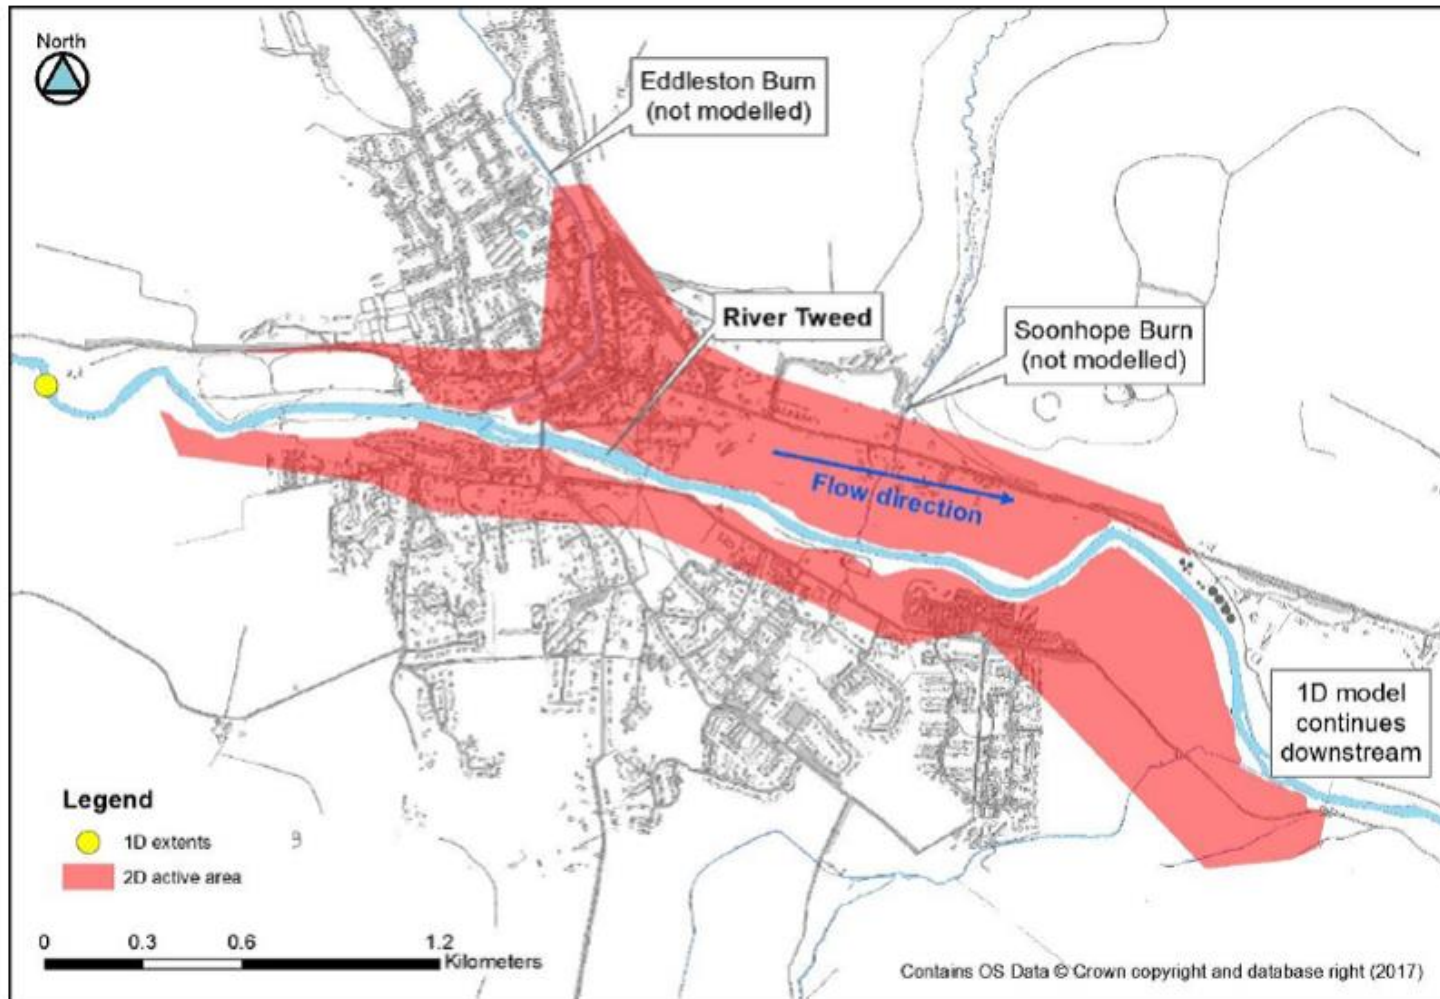 North
Eddleston Burn
(not modelled)
River Tweed
Soonhope Burn
(not modelled)
Flow direction
1D model
continues
downstream
Legend
1D extents
2D active area
0 0.3 0.6 1.2
Kilometers
Contains OS Data © Crown copyright and database right (2017)